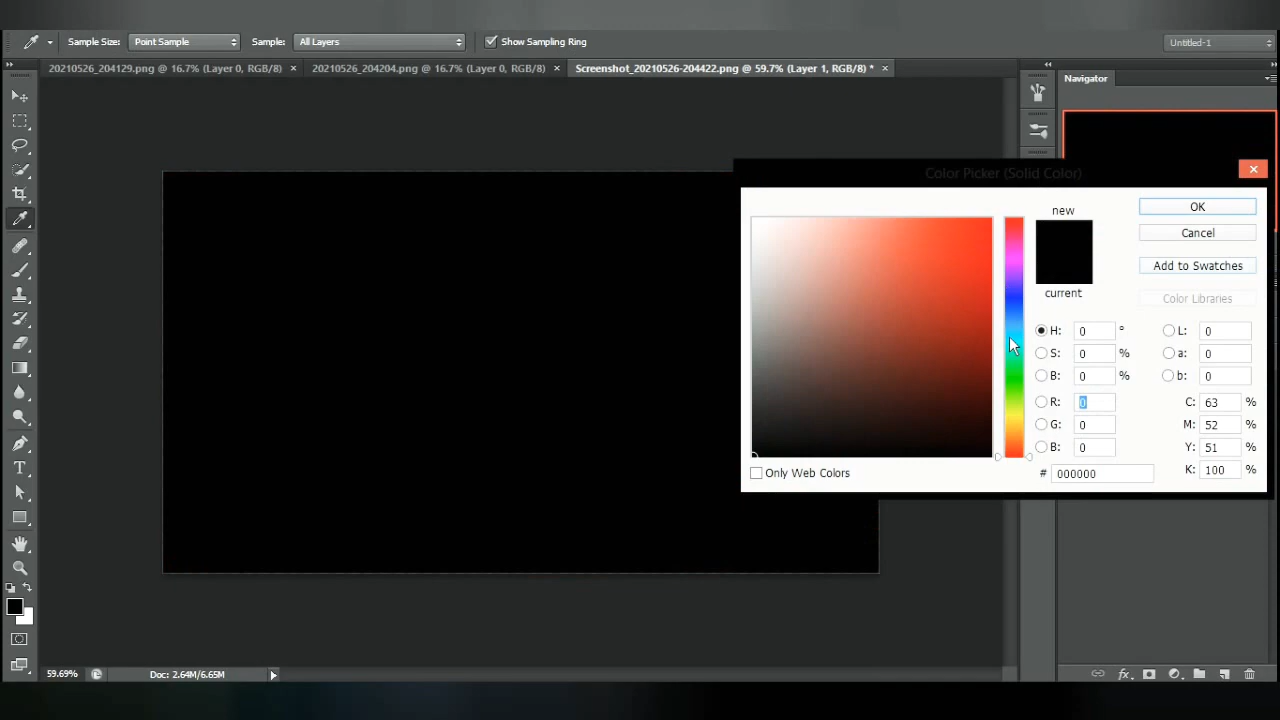 Sample Size: Point Sample Sample: All Layers Show Sampling Ring Untitled-1
20210526_204129.png @ 16.7% (Layer 0, RGB/8) × 20210526_204204.png @ 16.7% (Layer 0, RGB/8) × Screenshot_20210526-204422.png @ 59.7% (Layer 1, RGB/8) * ×
Navigator
Color Picker (Solid Color)
new
OK
Cancel
Add to Swatches
current
Color Libraries
H: 0 ° L: 0
S: 0 % a: 0
B: 0 % b: 0
R: 0 C: 63 %
G: 0 M: 52 %
B: 0 Y: 51 %
# 000000 K: 100 %
Only Web Colors
59.69% Doc: 2.64M/6.65M